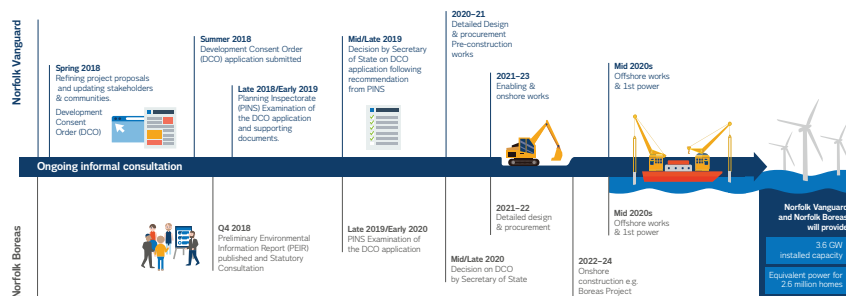 Norfolk Vanguard
Spring 2018
Refining project proposals
and updating stakeholders
& communities.
Development
Consent
Order (DCO)
Summer 2018
Development Consent Order
(DCO) application submitted
Late 2018/Early 2019
Planning Inspectorate
(PINS) Examination of
the DCO application
and supporting
documents.
Mid/Late 2019
Decision by Secretary
of State on DCO
application following
recommendation
from PINS
2020–21
Detailed Design
& procurement
Pre-construction
works
2021–23
Enabling &
onshore works
Mid 2020s
Offshore works
& 1st power
Ongoing informal consultation
Norfolk Boreas
Q4 2018
Preliminary Environmental
Information Report (PEIR)
published and Statutory
Consultation
Late 2019/Early 2020
PINS Examination of
the DCO application
Mid/Late 2020
Decision on DCO
by Secretary of State
2021–22
Detailed design
& procurement
2022–24
Onshore
construction e.g.
Boreas Project
Mid 2020s
Offshore works
& 1st power
Norfolk Vanguard
and Norfolk Boreas
will provide
3.6 GW
installed capacity
Equivalent power for
2.6 million homes